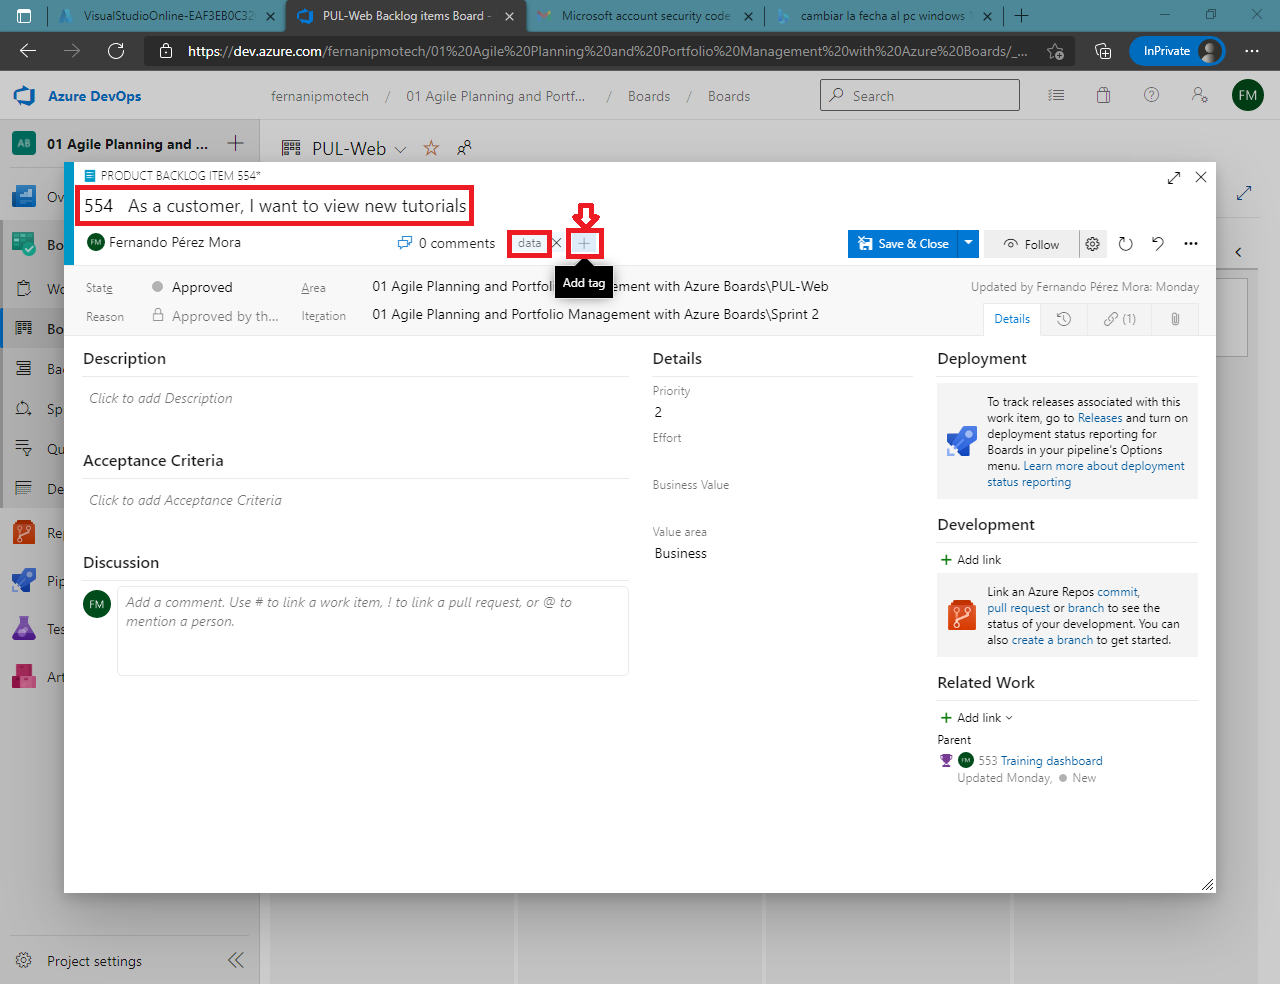 VisualStudioOnline-EAF3EB0C32
PUL-Web Backlog items Board -
Microsoft account security code
cambiar la fecha al pc windows 1
https://dev.azure.com/fernanipmotech/01%20Agile%20Planning%20and%20Portfolio%20Management%20with%20Azure%20Boards/_...
InPrivate
Azure DevOps
fernanipmotech / 01 Agile Planning and Portf... / Boards / Boards
Search
FM
AB 01 Agile Planning and ...
PUL-Web
Ov
Bo
Wo
Bo
Bac
Sp
Qu
De
Rep
Pip
Tes
Art
Project settings
PRODUCT BACKLOG ITEM 554*
554 As a customer, I want to view new tutorials
FM Fernando Pérez Mora
0 comments
data
Add tag
Save & Close
Follow
State Approved
Area 01 Agile Planning and Portfolio Management with Azure Boards\PUL-Web
Updated by Fernando Pérez Mora: Monday
Reason Approved by th...
Iteration 01 Agile Planning and Portfolio Management with Azure Boards\Sprint 2
Details
(1)
Description
Click to add Description
Acceptance Criteria
Click to add Acceptance Criteria
Discussion
FM
Add a comment. Use # to link a work item, ! to link a pull request, or @ to
mention a person.
Details
Priority
2
Effort
Business Value
Value area
Business
Deployment
To track releases associated with this
work item, go to Releases and turn on
deployment status reporting for
Boards in your pipeline's Options
menu. Learn more about deployment
status reporting
Development
Add link
Link an Azure Repos commit,
pull request or branch to see the
status of your development. You can
also create a branch to get started.
Related Work
Add link
Parent
FM 553 Training dashboard
Updated Monday, New